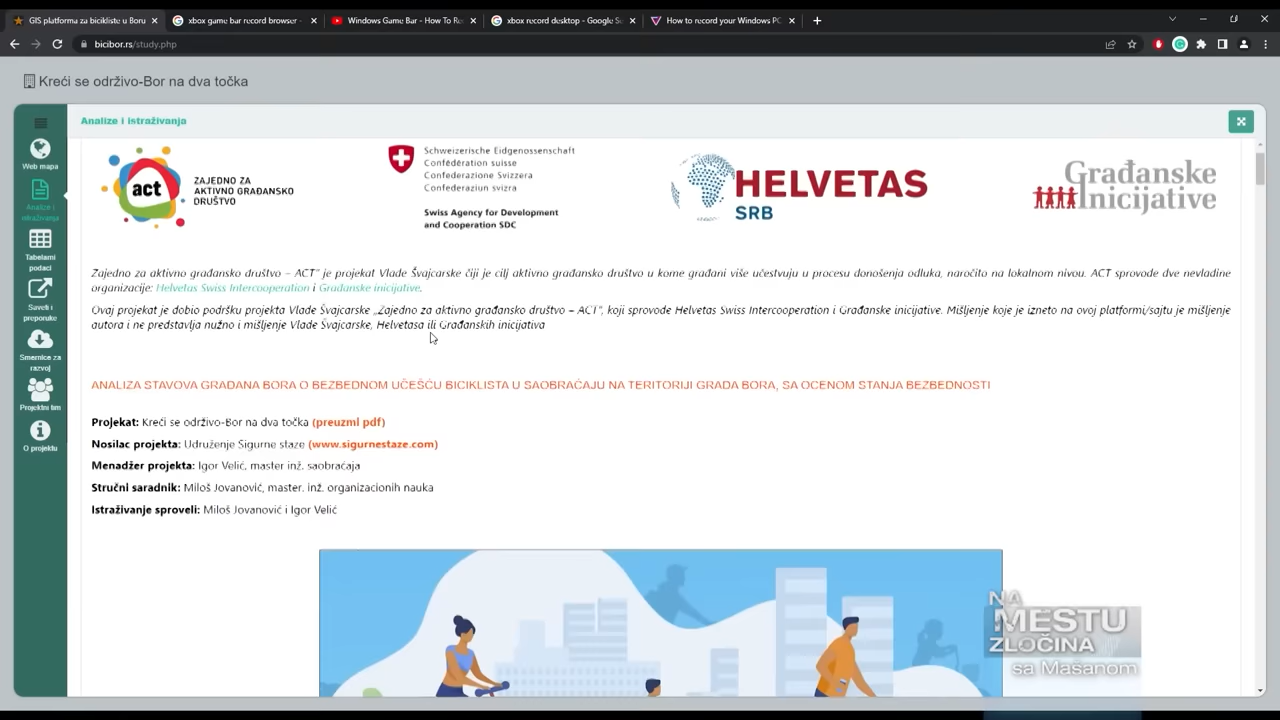 GIS platforma za bicikliste u Boru
xbox game bar record browser -
Windows Game Bar - How To Re
xbox record desktop - Google Se
How to record your Windows PC
bicibor.rs/study.php
Kreći se održivo-Bor na dva točka
Analize i istraživanja
Web mapa
Analize i
istraživanja
Tabelarni
podaci
Saveti i
preporuke
Smernice za
razvoj
Projektni tim
O projektu
act
ZAJEDNO ZA
AKTIVNO GRAĐANSKO
DRUŠTVO
Schweizerische Eidgenossenschaft
Confédération suisse
Confederazione Svizzera
Confederaziun svizra
Swiss Agency for Development
and Cooperation SDC
HELVETAS
SRB
Građanske
Inicijative
Zajedno za aktivno građansko društvo – ACT" je projekat Vlade Švajcarske čiji je cilj aktivno građansko društvo u kome građani više učestvuju u procesu donošenja odluka, naročito na lokalnom nivou. ACT sprovode dve nevladine
organizacije: Helvetas Swiss Intercooperation i Građanske inicijative.
Ovaj projekat je dobio podršku projekta Vlade Švajcarske „Zajedno za aktivno građansko društvo – ACT", koji sprovode Helvetas Swiss Intercooperation i Građanske inicijative. Mišljenje koje je izneto na ovoj platformi/sajtu je mišljenje
autora i ne predstavlja nužno i mišljenje Vlade Švajcarske, Helvetasa ili Građanskih inicijativa
ANALIZA STAVOVA GRAĐANA BORA O BEZBEDNOM UČEŠĆU BICIKLISTA U SAOBRAĆAJU NA TERITORIJI GRADA BORA, SA OCENOM STANJA BEZBEDNOSTI
Projekat: Kreći se održivo-Bor na dva točka (preuzmI pdf)
Nosilac projekta: Udruženje Sigurne staze (www.sigurnestaze.com)
Menadžer projekta: Igor Velić, master inž. saobraćaja
Stručni saradnik: Miloš Jovanović, master. inž. organizacionih nauka
Istraživanje sproveli: Miloš Jovanović i Igor Velić
NA
MESTU
ZLOČINA
sa Mašanom